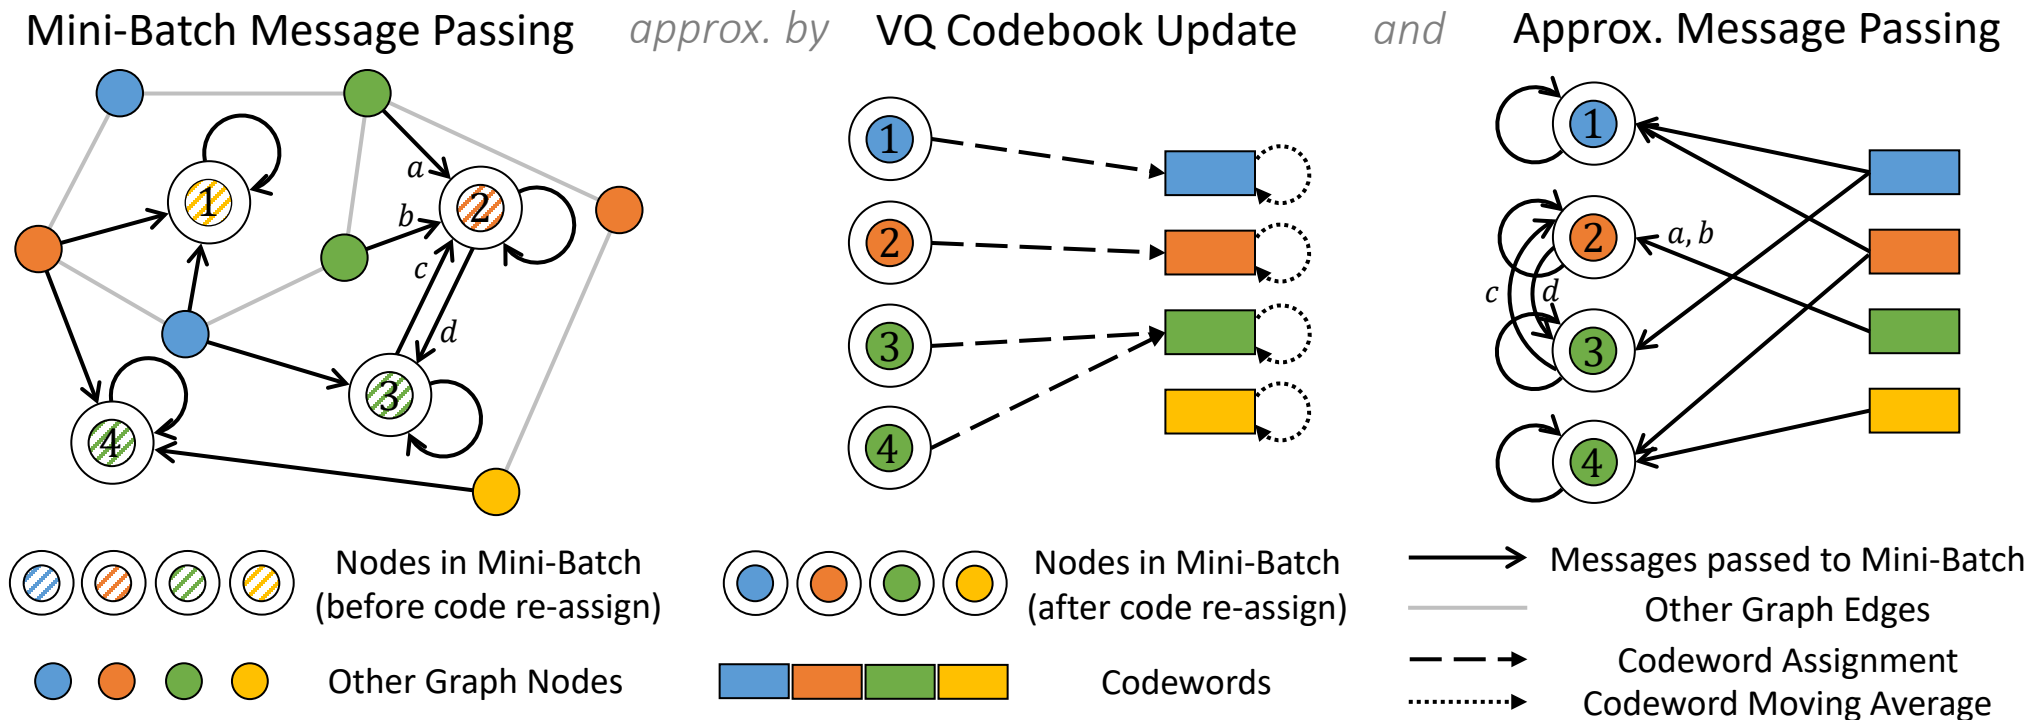 Mini-Batch Message Passing approx. by VQ Codebook Update and Approx. Message Passing
1
2
3
4
a
b
c
d
1
2
3
4
1
2
3
4
a, b
c
d
Nodes in Mini-Batch
(before code re-assign)
Nodes in Mini-Batch
(after code re-assign)
Messages passed to Mini-Batch
Other Graph Edges
Other Graph Nodes
Codewords
Codeword Assignment
Codeword Moving Average